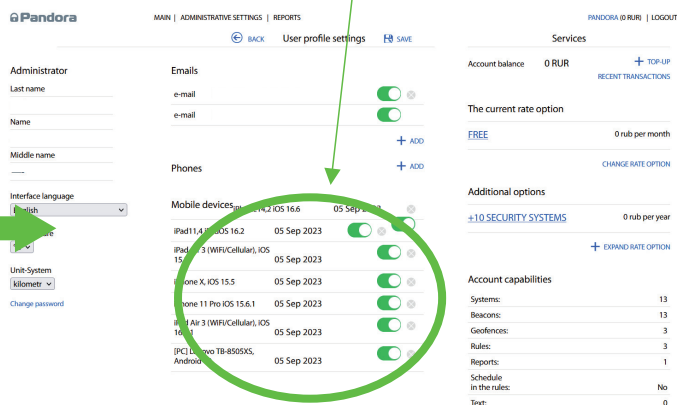 Pandora
MAIN | ADMINISTRATIVE SETTINGS | REPORTS
PANDORA (0 RUR) | LOGOUT
BACK User profile settings SAVE
Services
Administrator
Last name
Name
Middle name
Interface language
English
Unit-System
kilometr
Change password
Emails
e-mail
e-mail
ADD
Phones
ADD
Mobile devices
iOS 16.6 05 Sep
iOS 16.2 05 Sep 2023
3 (WiFi/Cellular), iOS
05 Sep 2023
X, iOS 15.5 05 Sep 2023
11 Pro iOS 15.6.1 05 Sep 2023
Air 3 (WiFi/Cellular), iOS
05 Sep 2023
[PC] TB-8505XS,
Android 05 Sep 2023
Account balance 0 RUR TOP-UP
RECENT TRANSACTIONS
The current rate option
FREE 0 rub per month
CHANGE RATE OPTION
Additional options
+10 SECURITY SYSTEMS 0 rub per year
EXPAND RATE OPTION
Account capabilities
Systems: 13
Beacons: 13
Geofences: 3
Rules: 3
Reports: 1
Schedule
in the rules: No
Text: 0